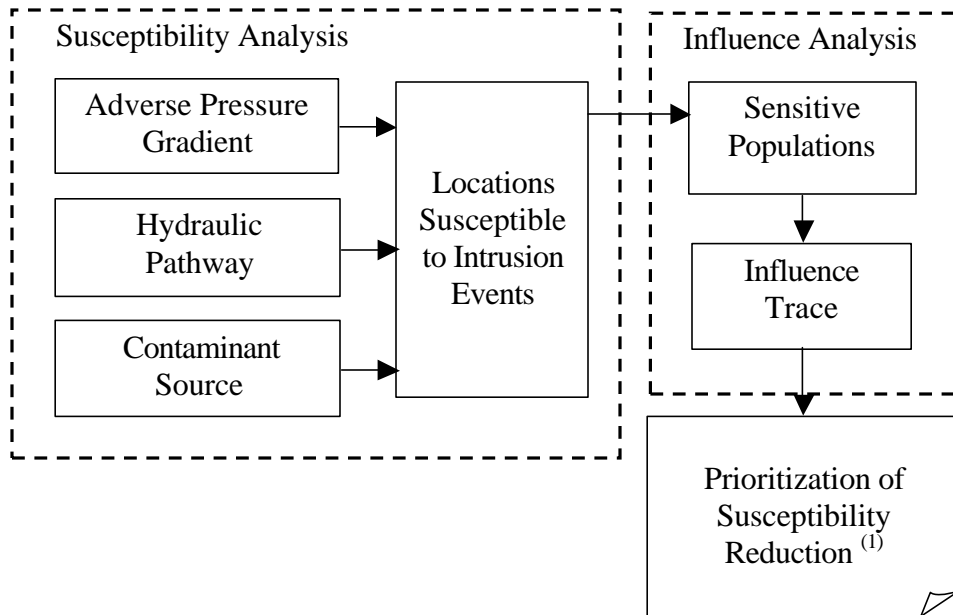 Susceptibility Analysis
Adverse Pressure
Gradient
Hydraulic
Pathway
Contaminant
Source
Locations
Susceptible
to Intrusion
Events
Influence Analysis
Sensitive
Populations
Influence
Trace
Prioritization of
Susceptibility
Reduction (1)